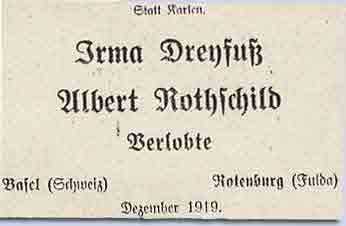 Statt Karten.
Irma Dreyfuß
Albert Rothschild
Verlobte
Basel (Schweiz) Rotenburg (Fulda)
Dezember 1919.